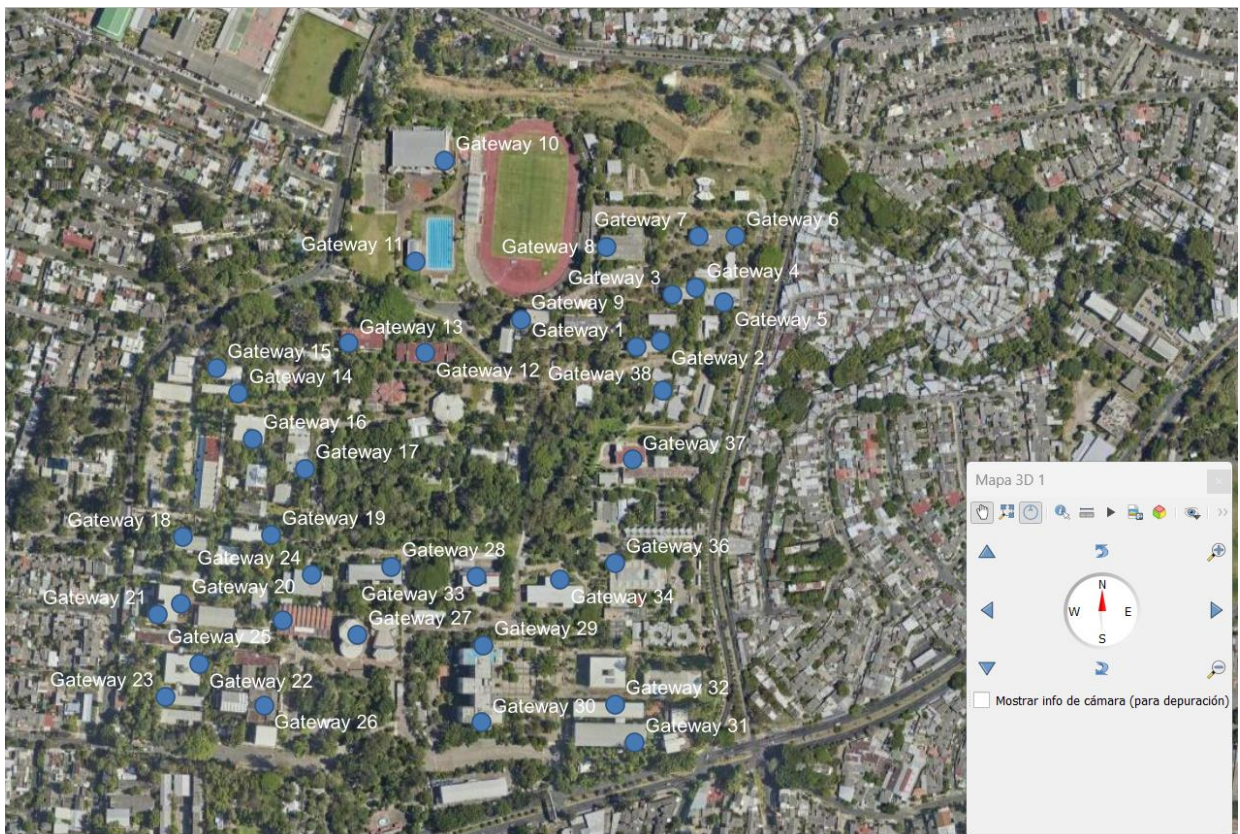 Gateway 10
Gateway 7
Gateway 6
Gateway 11
Gateway 8
Gateway 3
Gateway 4
Gateway 9
Gateway 13
Gateway 1
Gateway 5
Gateway 15
Gateway 12
Gateway 2
Gateway 14
Gateway 38
Gateway 16
Gateway 17
Gateway 37
Gateway 18
Gateway 19
Gateway 24
Gateway 28
Gateway 36
Gateway 21
Gateway 20
Gateway 33
Gateway 34
Gateway 25
Gateway 27
Gateway 29
Gateway 23
Gateway 22
Gateway 32
Gateway 26
Gateway 30
Gateway 31
Mapa 3D 1
N
W E
S
Mostrar info de cámara (para depuración)